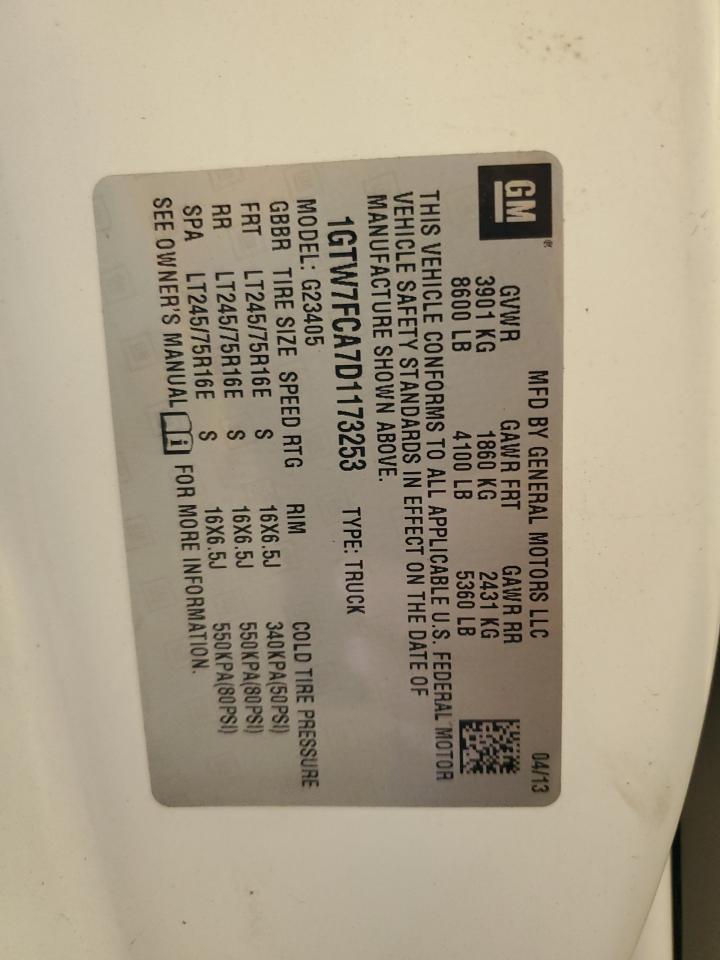 GM
MFD BY GENERAL MOTORS LLC 04/13
GVWR GAWR FRT GAWR RR
3901 KG 1860 KG 2431 KG
8600 LB 4100 LB 5360 LB
THIS VEHICLE CONFORMS TO ALL APPLICABLE U.S. FEDERAL MOTOR
VEHICLE SAFETY STANDARDS IN EFFECT ON THE DATE OF
MANUFACTURE SHOWN ABOVE.
1GTW7FCA7D1173253 TYPE: TRUCK
MODEL: G23405
GBBR TIRE SIZE SPEED RTG RIM COLD TIRE PRESSURE
FRT LT245/75R16E S 16X6.5J 340KPA(50PSI)
RR LT245/75R16E S 16X6.5J 550KPA(80PSI)
SPA LT245/75R16E S 16X6.5J 550KPA(80PSI)
SEE OWNER'S MANUAL i FOR MORE INFORMATION.